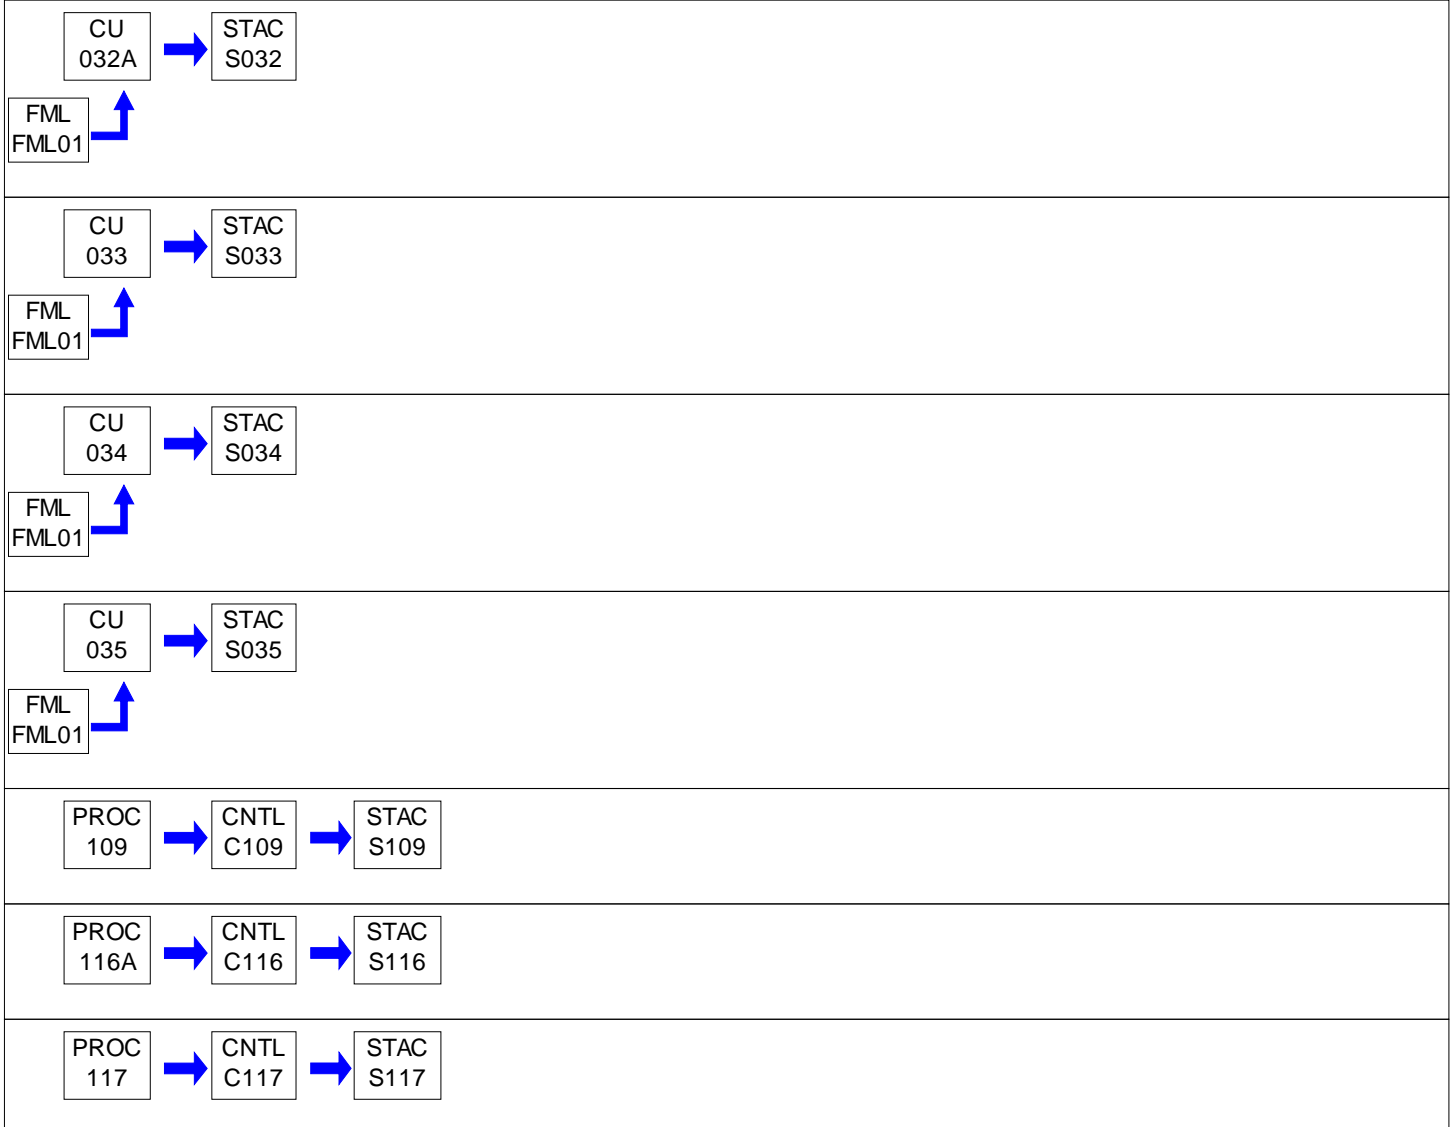 CU
032A
STAC
S032
FML
FML01
CU
033
STAC
S033
FML
FML01
CU
034
STAC
S034
FML
FML01
CU
035
STAC
S035
FML
FML01
PROC
109
CNTL
C109
STAC
S109
PROC
116A
CNTL
C116
STAC
S116
PROC
117
CNTL
C117
STAC
S117